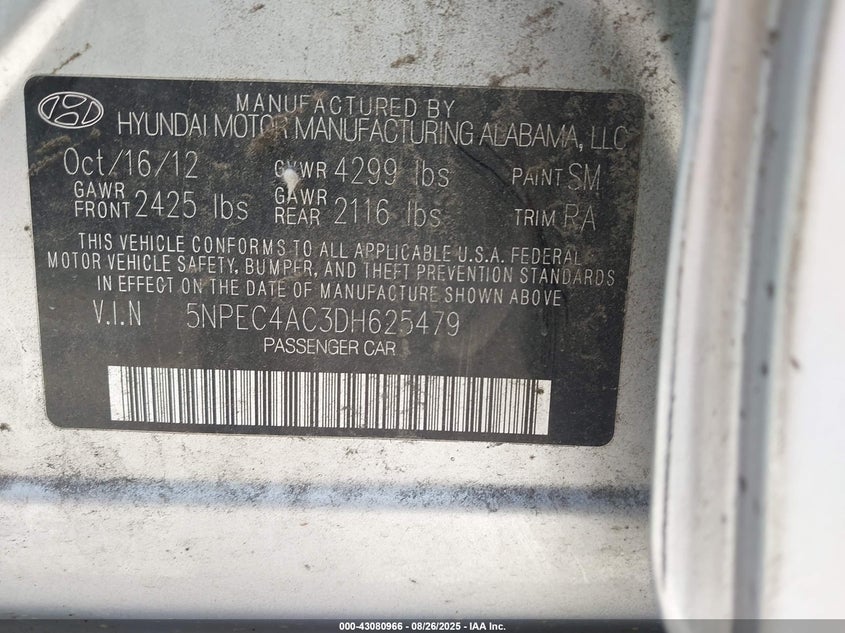 MANUFACTURED BY
HYUNDAI MOTOR MANUFACTURING ALABAMA, LLC
Oct/16/12 GVWR 4299 lbs PAINT SM
GAWR FRONT 2425 lbs GAWR REAR 2116 lbs TRIM RA
THIS VEHICLE CONFORMS TO ALL APPLICABLE U.S.A. FEDERAL
MOTOR VEHICLE SAFETY, BUMPER, AND THEFT PREVENTION STANDARDS
IN EFFECT ON THE DATE OF MANUFACTURE SHOWN ABOVE
V.I.N 5NPEC4AC3DH625479
PASSENGER CAR
000-43080966 - 08/26/2025 - IAA Inc.